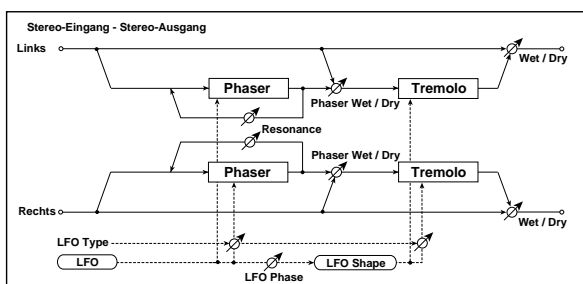 Stereo-Eingang - Stereo-Ausgang
Links
Wet / Dry
Phaser
Tremolo
Phaser Wet / Dry
Resonance
Phaser Wet / Dry
Phaser
Tremolo
Rechts
Wet / Dry
LFO Type
LFO
LFO Phase
LFO Shape